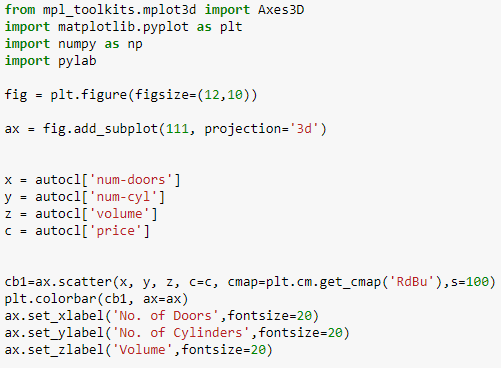 from mpl_toolkits.mplot3d import Axes3D
import matplotlib.pyplot as plt
import numpy as np
import pylab
fig = plt.figure(figsize=(12,10))
ax = fig.add_subplot(111, projection='3d')
x = autocl['num-doors']
y = autocl['num-cyl']
z = autocl['volume']
c = autocl['price']
cb1=ax.scatter(x, y, z, c=c, cmap=plt.cm.get_cmap('RdBu'),s=100)
plt.colorbar(cb1, ax=ax)
ax.set_xlabel('No. of Doors',fontsize=20)
ax.set_ylabel('No. of Cylinders',fontsize=20)
ax.set_zlabel('Volume',fontsize=20)